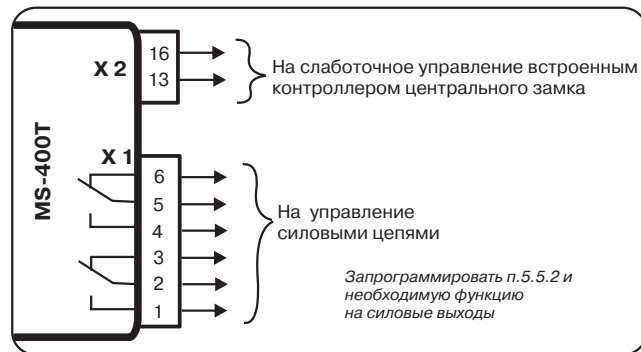 MS-400T
X 2
16
13
На слаботочное управление встроенным
контроллером центрального замка
X 1
6
5
4
3
2
1
На управление
силовыми цепями
Запрограммировать п.5.5.2 и
необходимую функцию
на силовые выходы